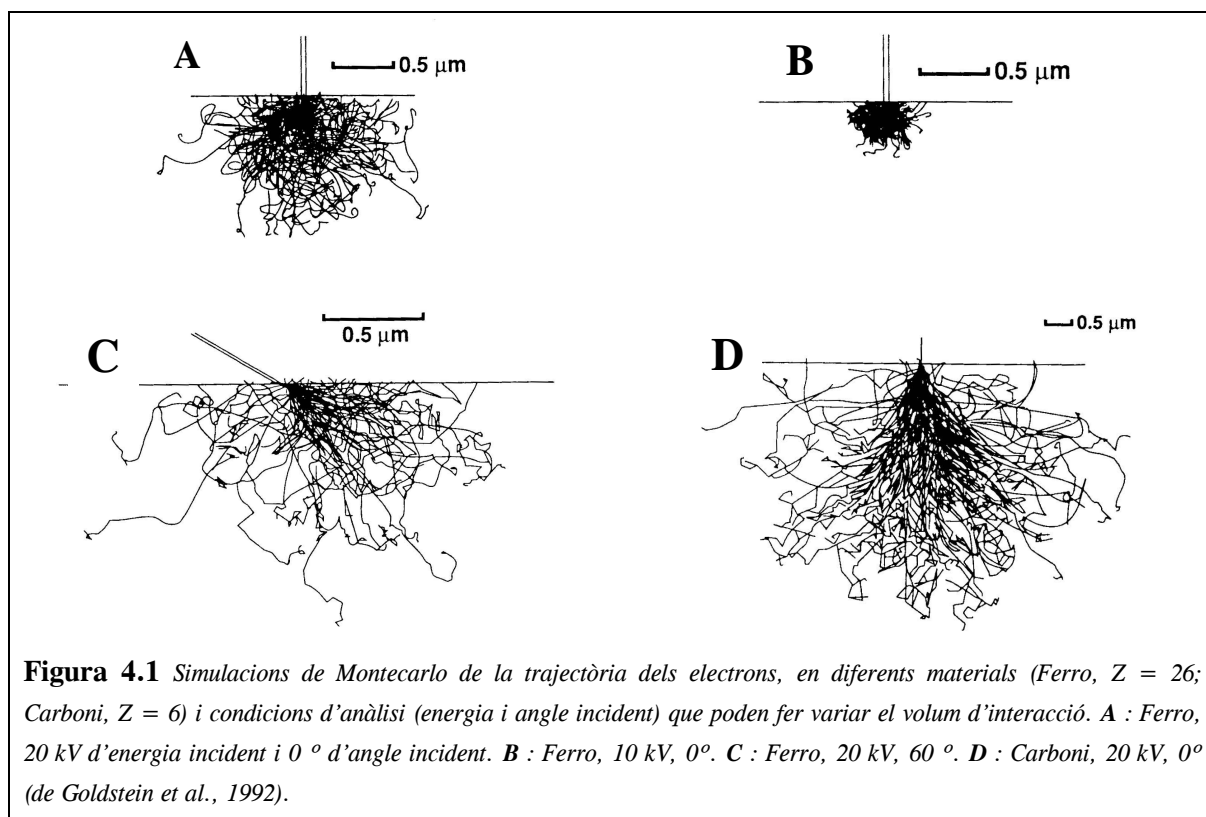 A
0.5 μm
B
0.5 μm
C
0.5 μm
D
0.5 μm
Figura 4.1 Simulacions de Montecarlo de la trajectòria dels electrons, en diferents materials (Ferro, Z = 26;
Carboni, Z = 6) i condicions d'anàlisi (energia i angle incident) que poden fer variar el volum d'interacció. A : Ferro,
20 kV d'energia incident i 0 º d'angle incident. B : Ferro, 10 kV, 0º. C : Ferro, 20 kV, 60 º. D : Carboni, 20 kV, 0º
(de Goldstein et al., 1992).